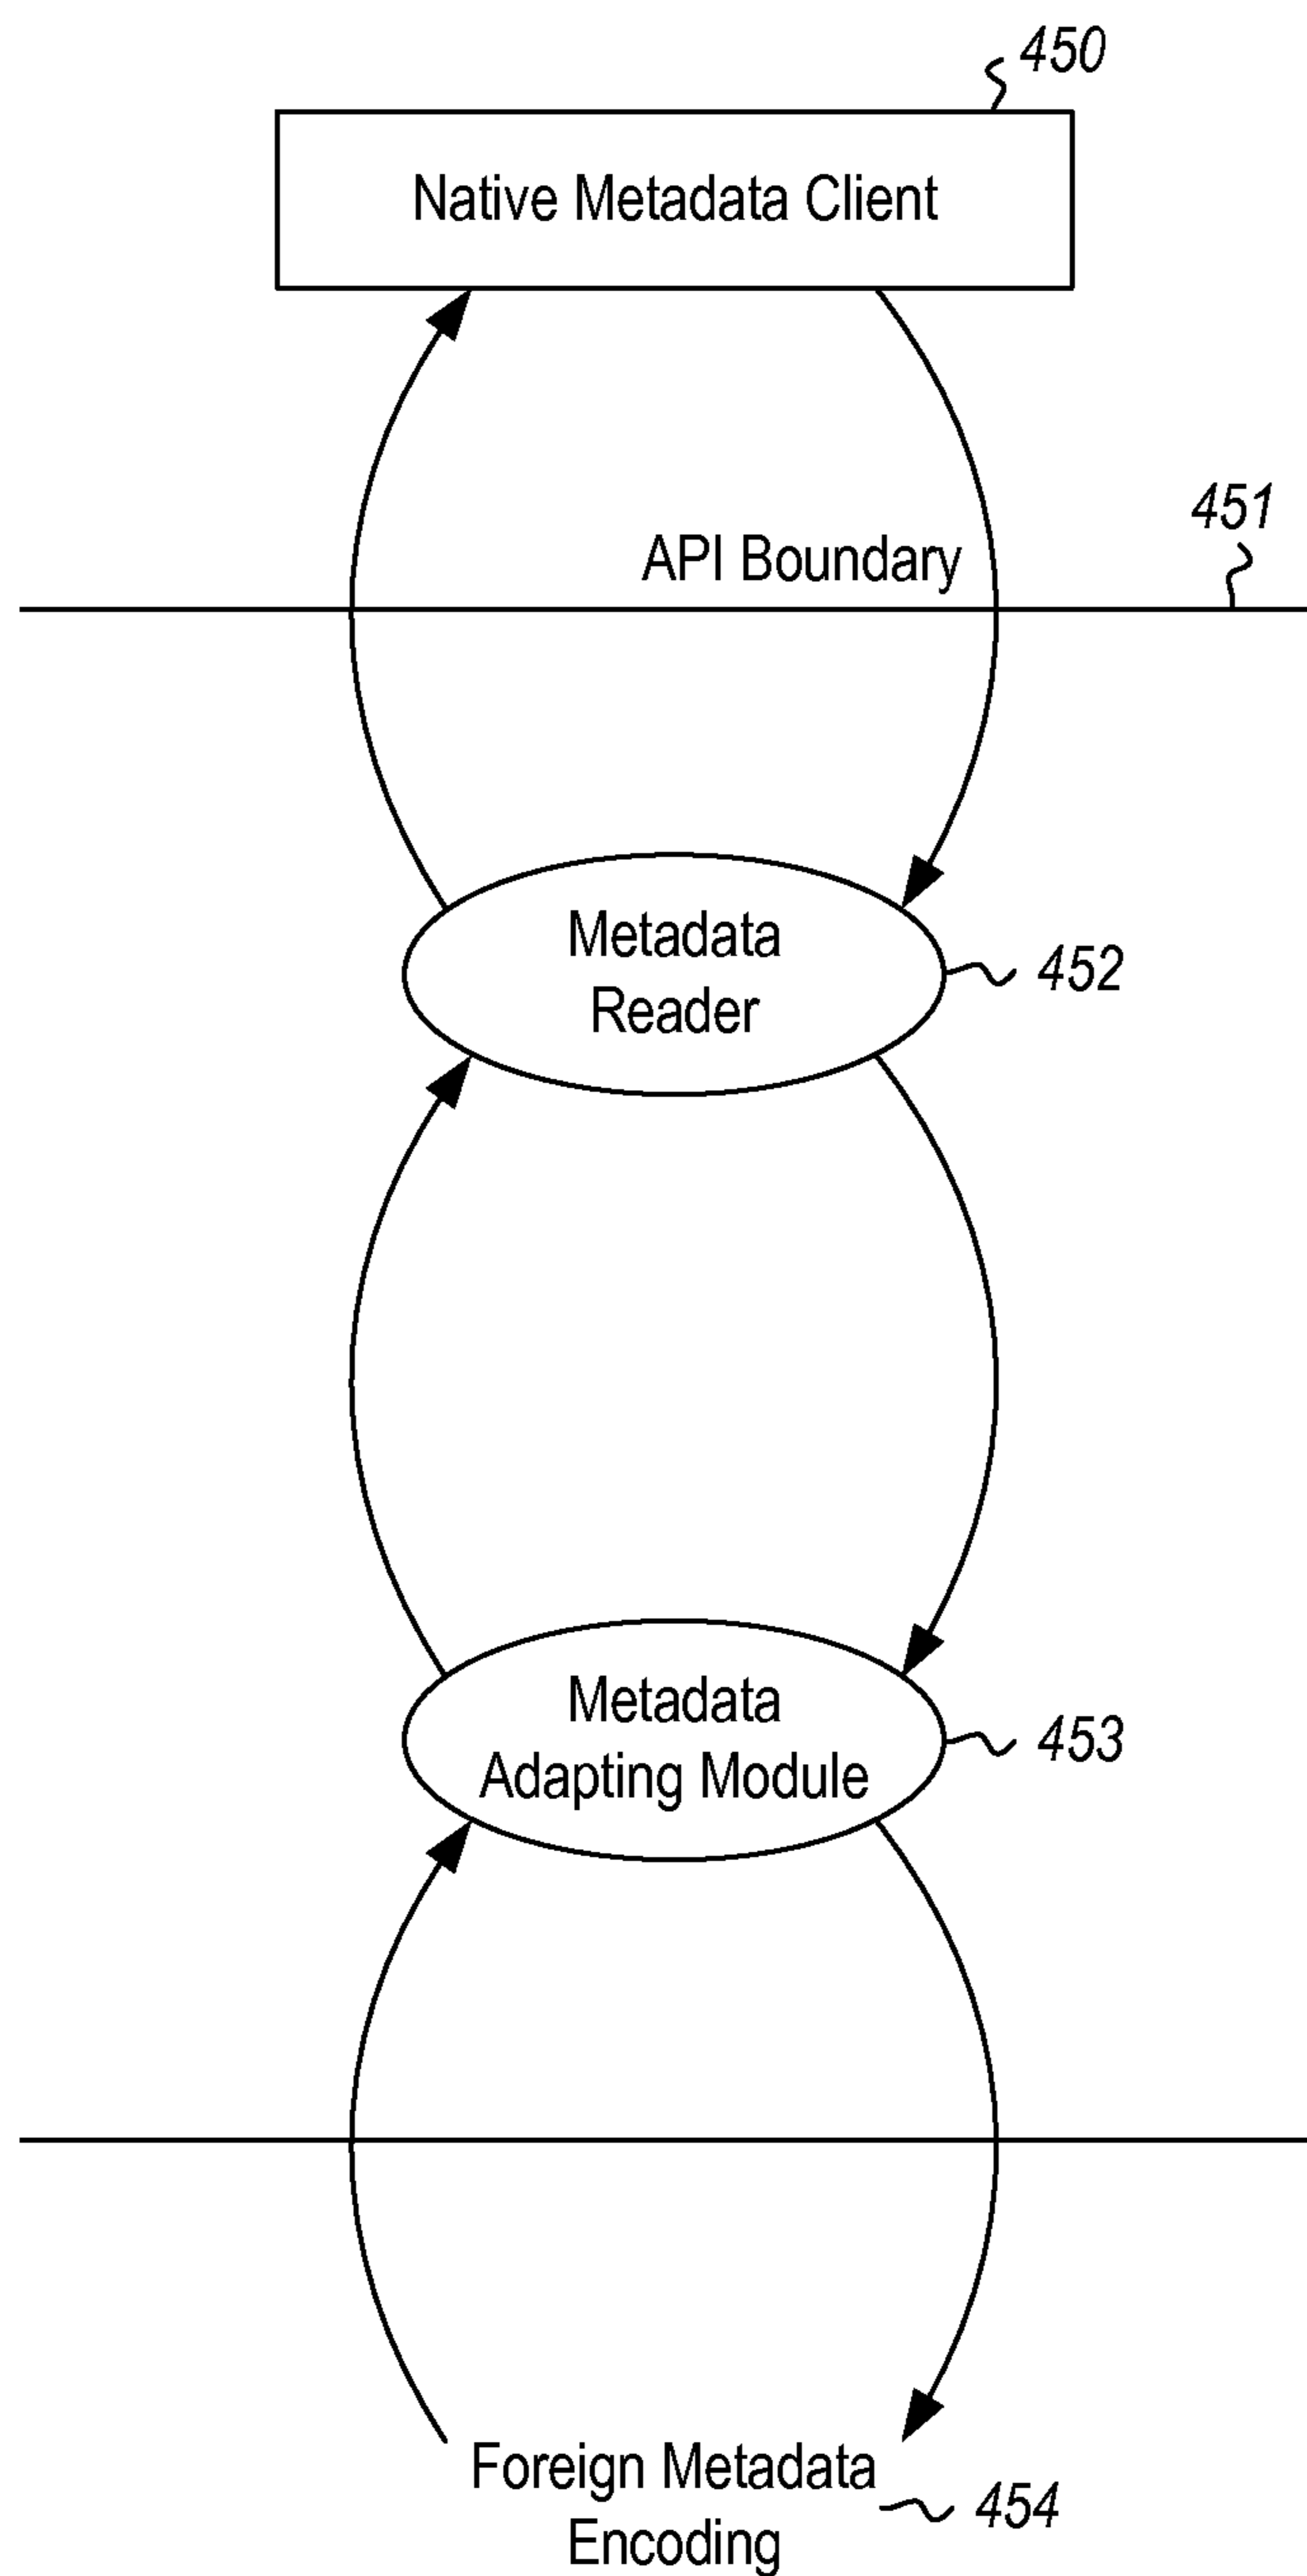 450
Native Metadata Client
451
API Boundary
Metadata
Reader
452
Metadata
Adapting Module
453
Foreign Metadata
Encoding
454